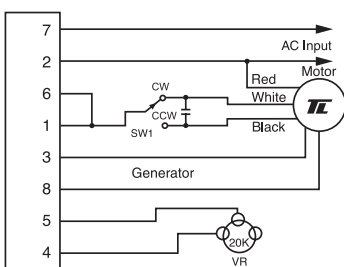 7
AC Input
2
Motor
Red
6
CW
White
CCW
1
Black
SW1
3
Generator
8
5
20K
4
VR